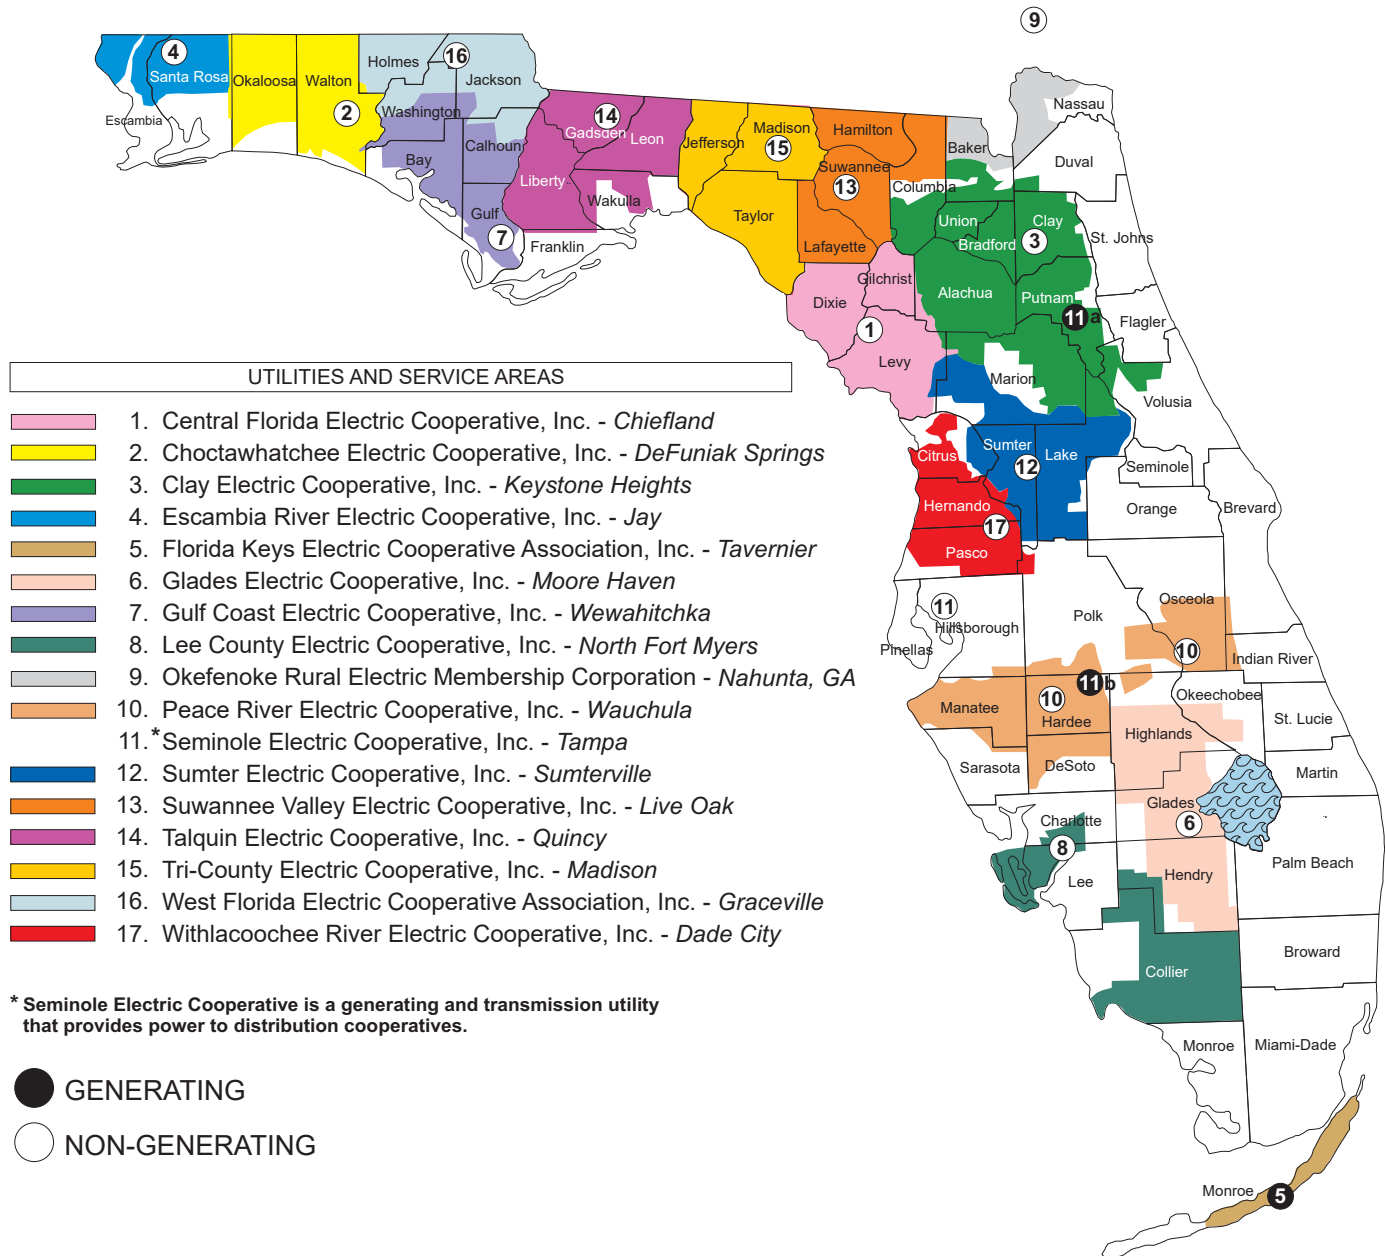 9
4
16
Holmes
Santa Rosa
Okaloosa
Walton
Jackson
2
Washington
Escambia
14
Gadsden
Leon
Jefferson
Madison
15
Hamilton
Nassau
Baker
Duval
Bay
Calhoun
Suwannee
13
Columbia
Liberty
Wakulla
Taylor
Gulf
7
Franklin
Lafayette
Union
Bradford
Clay
3
St. Johns
Gilchrist
Dixie
Alachua
Putnam
11 a
Flagler
1
Levy
Marion
Volusia
UTILITIES AND SERVICE AREAS
1. Central Florida Electric Cooperative, Inc. - Chiefland
2. Choctawhatchee Electric Cooperative, Inc. - DeFuniak Springs
3. Clay Electric Cooperative, Inc. - Keystone Heights
4. Escambia River Electric Cooperative, Inc. - Jay
5. Florida Keys Electric Cooperative Association, Inc. - Tavernier
6. Glades Electric Cooperative, Inc. - Moore Haven
7. Gulf Coast Electric Cooperative, Inc. - Wewahitchka
8. Lee County Electric Cooperative, Inc. - North Fort Myers
9. Okefenoke Rural Electric Membership Corporation - Nahunta, GA
10. Peace River Electric Cooperative, Inc. - Wauchula
11.*Seminole Electric Cooperative, Inc. - Tampa
12. Sumter Electric Cooperative, Inc. - Sumterville
13. Suwannee Valley Electric Cooperative, Inc. - Live Oak
14. Talquin Electric Cooperative, Inc. - Quincy
15. Tri-County Electric Cooperative, Inc. - Madison
16. West Florida Electric Cooperative Association, Inc. - Graceville
17. Withlacoochee River Electric Cooperative, Inc. - Dade City
Citrus
Sumter
12
Lake
Seminole
Hernando
17
Orange
Brevard
Pasco
11
Hillsborough
Pinellas
Polk
Osceola
10
Indian River
Manatee
10
Hardee
11 b
Okeechobee
St. Lucie
Highlands
Sarasota
DeSoto
Martin
Charlotte
Glades
6
8
Lee
Hendry
Palm Beach
Collier
Broward
Monroe
Miami-Dade
Monroe
5
* Seminole Electric Cooperative is a generating and transmission utility
that provides power to distribution cooperatives.
GENERATING
NON-GENERATING